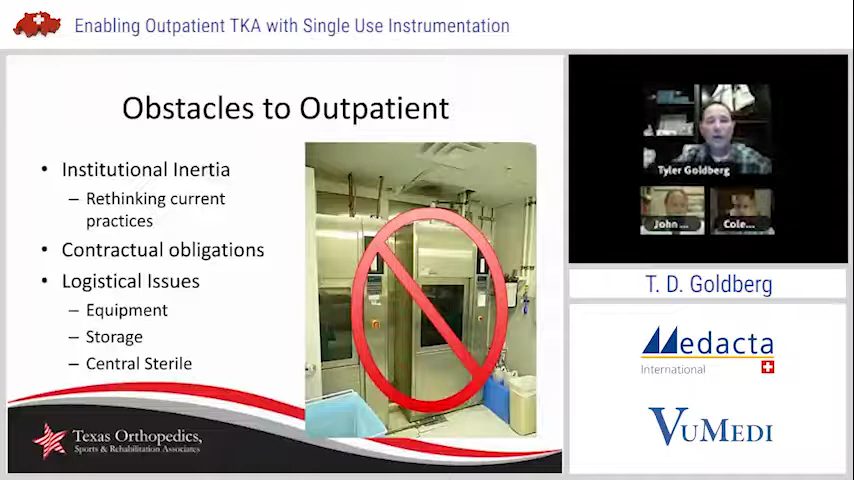 Enabling Outpatient TKA with Single Use Instrumentation
Obstacles to Outpatient
• Institutional Inertia
– Rethinking current
practices
• Contractual obligations
• Logistical Issues
– Equipment
– Storage
– Central Sterile
Texas Orthopedics,
Sports & Rehabilitation Associates
Tyler Goldberg
John ...
Cole...
T. D. Goldberg
Medacta
International
VUMEDI